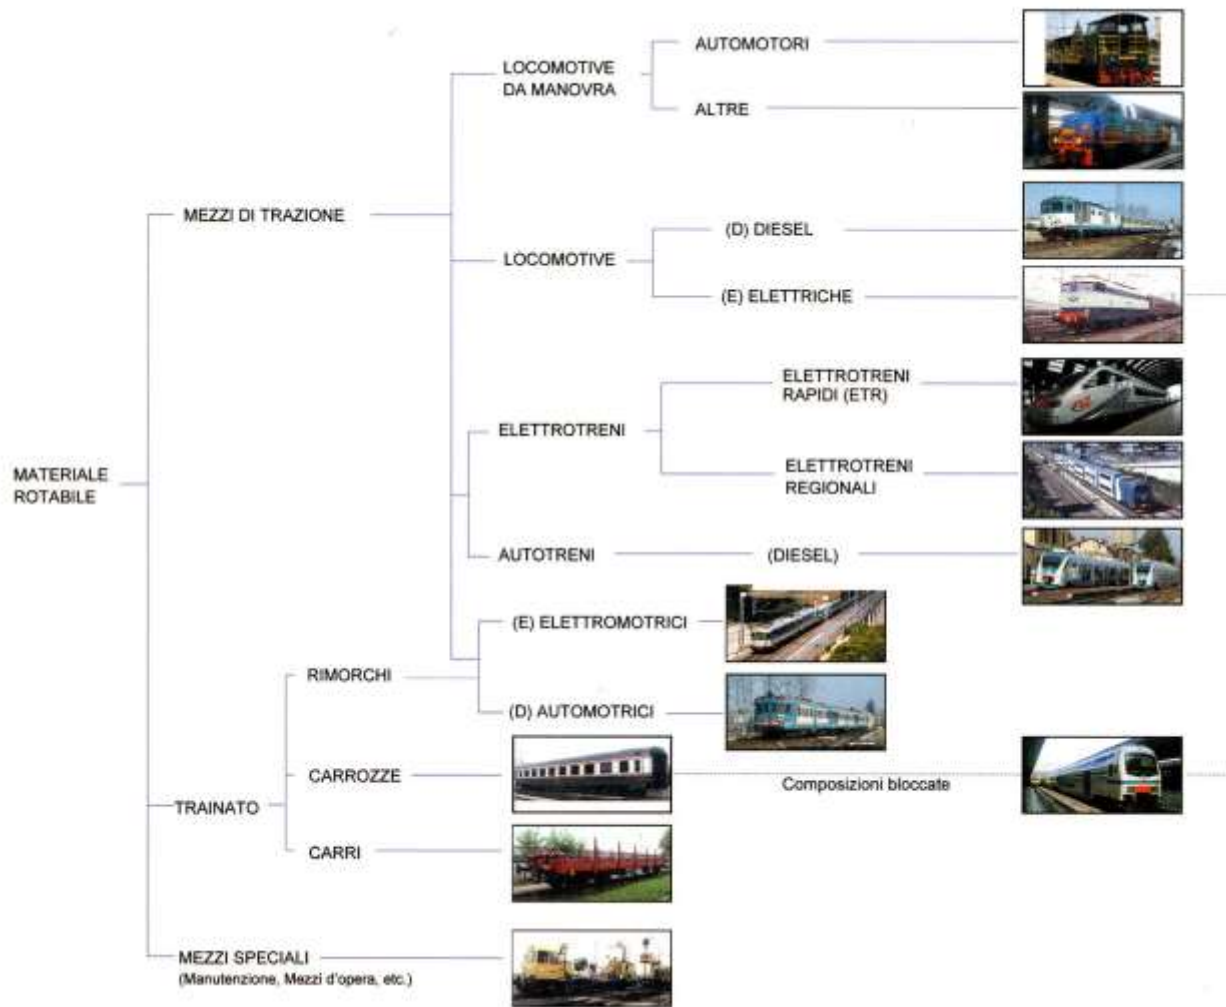 AUTOMOTORI
LOCOMOTIVE
DA MANOVRA
ALTRE
MEZZI DI TRAZIONE
(D) DIESEL
LOCOMOTIVE
(E) ELETTRICHE
ELETTROTRENI
RAPIDI (ETR)
ELETTROTRENI
ELETTROTRENI
REGIONALI
MATERIALE
ROTABILE
AUTOTRENI
(DIESEL)
(E) ELETTROMOTRICI
RIMORCHI
(D) AUTOMOTRICI
CARROZZE
Composizioni bloccate
TRAINATO
CARRI
MEZZI SPECIALI
(Manutenzione, Mezzi d'opera, etc.)